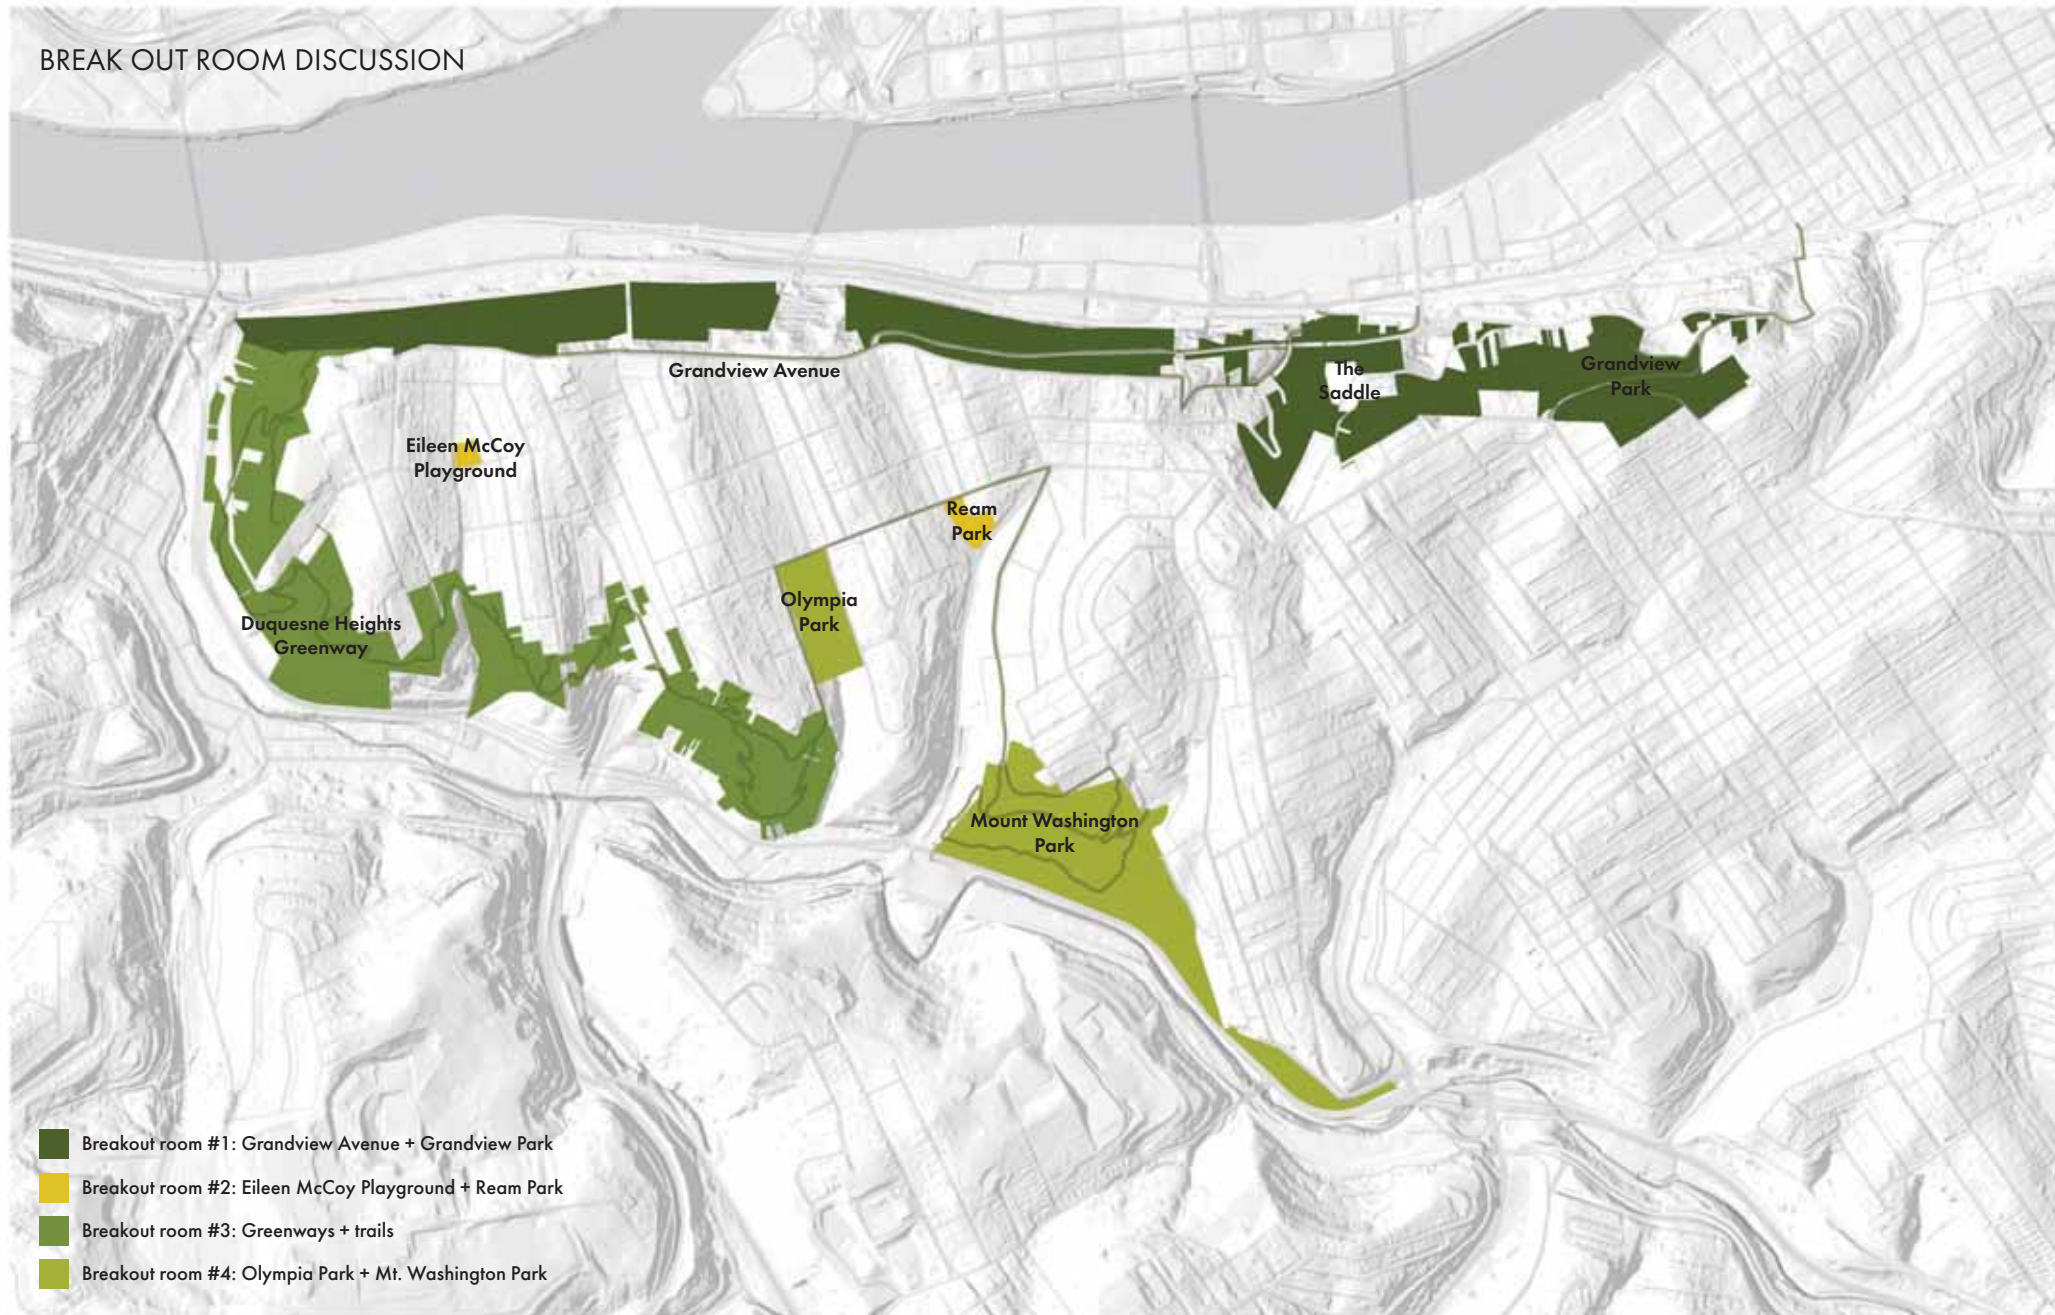 BREAK OUT ROOM DISCUSSION
Grandview Avenue
The
Saddle
Grandview
Park
Eileen McCoy
Playground
Ream
Park
Olympia
Park
Duquesne Heights
Greenway
Mount Washington
Park
Breakout room #1: Grandview Avenue + Grandview Park
Breakout room #2: Eileen McCoy Playground + Ream Park
Breakout room #3: Greenways + trails
Breakout room #4: Olympia Park + Mt. Washington Park